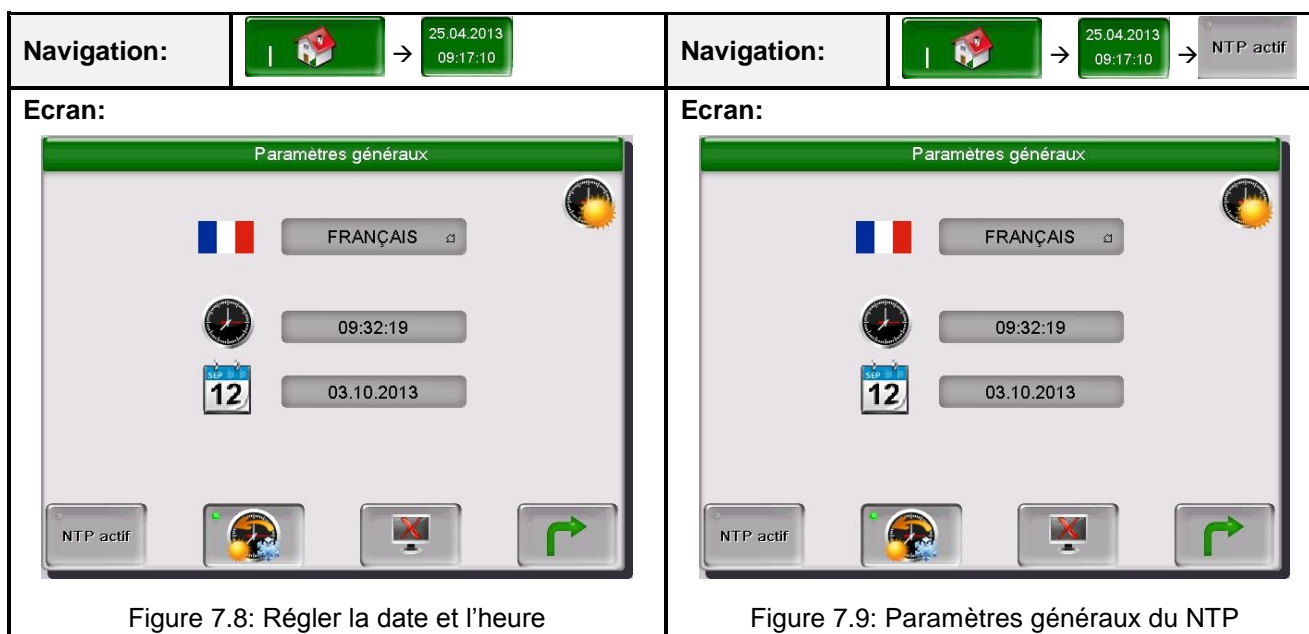 Navigation:
→
25.04.2013
09:17:10
Ecran:
Paramètres généraux
FRANÇAIS
09:32:19
SEP
12
03.10.2013
NTP actif
Figure 7.8: Régler la date et l'heure
Navigation:
→
25.04.2013
09:17:10
→
NTP actif
Ecran:
Paramètres généraux
FRANÇAIS
09:32:19
SEP
12
03.10.2013
NTP actif
Figure 7.9: Paramètres généraux du NTP